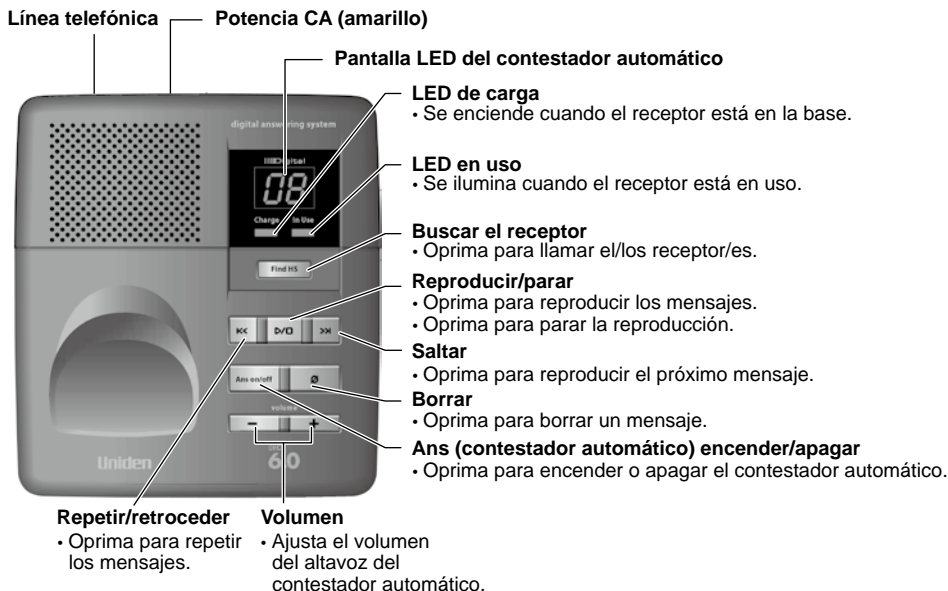 Línea telefónica
Potencia CA (amarillo)
Pantalla LED del contestador automático
LED de carga
• Se enciende cuando el receptor está en la base.
LED en uso
• Se ilumina cuando el receptor está en uso.
Buscar el receptor
• Oprima para llamar el/los receptor/es.
Reproducir/parar
• Oprima para reproducir los mensajes.
• Oprima para parar la reproducción.
Saltar
• Oprima para reproducir el próximo mensaje.
Borrar
• Oprima para borrar un mensaje.
Ans (contestador automático) encender/apagar
• Oprima para encender o apagar el contestador automático.
Repetir/retroceder
• Oprima para repetir
los mensajes.
Volumen
• Ajusta el volumen
del altavoz del
contestador automático.
digital answering system
Digital
08
Charge In Use
Find HS
Ans on/off
volume
− +
Uniden
6.0